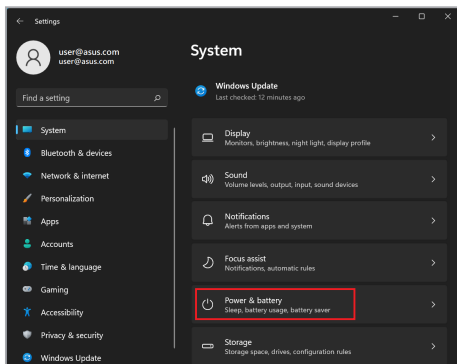 Settings
user@asus.com
user@asus.com
Find a setting
System
Bluetooth & devices
Network & internet
Personalization
Apps
Accounts
Time & language
Gaming
Accessibility
Privacy & security
Windows Update
System
Windows Update
Last checked: 12 minutes ago
Display
Monitors, brightness, night light, display profile
Sound
Volume levels, output, input, sound devices
Notifications
Alerts from apps and system
Focus assist
Notifications, automatic rules
Power & battery
Sleep, battery usage, battery saver
Storage
Storage space, drives, configuration rules